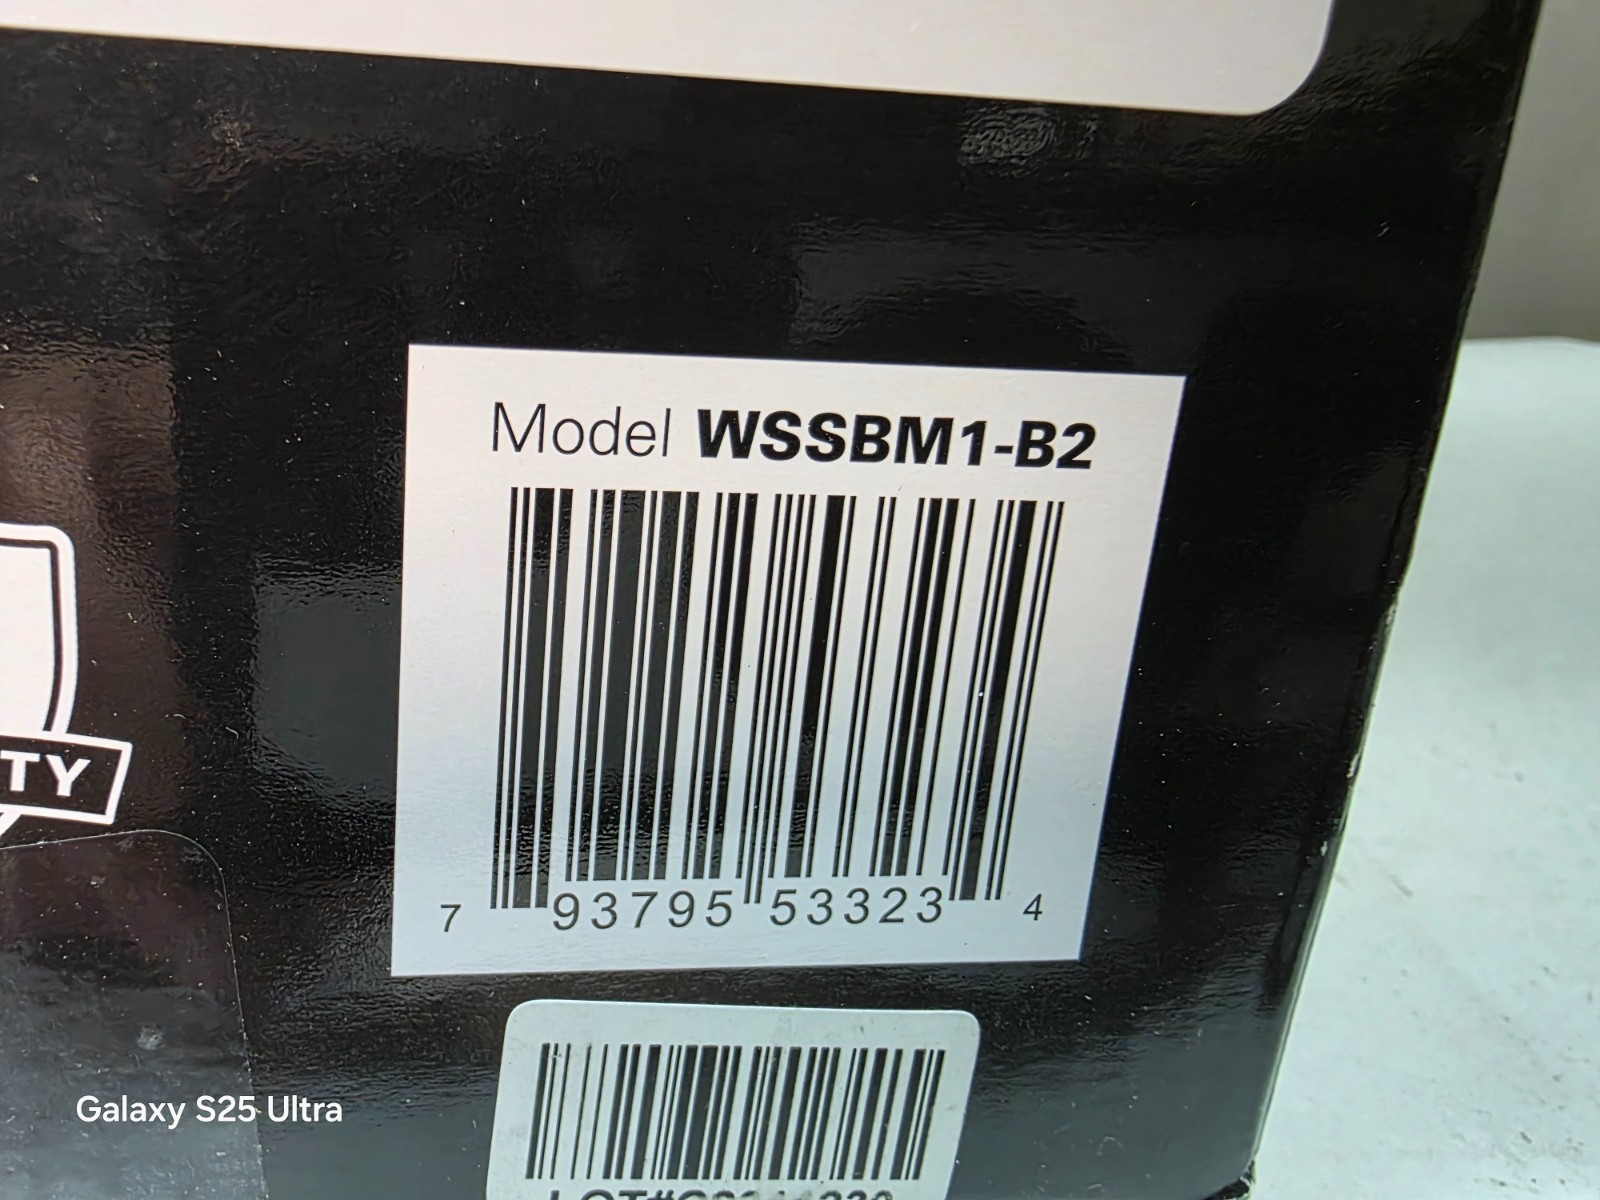 Model WSSBM1-B2
TY
7 93795 53323 4
Galaxy S25 Ultra